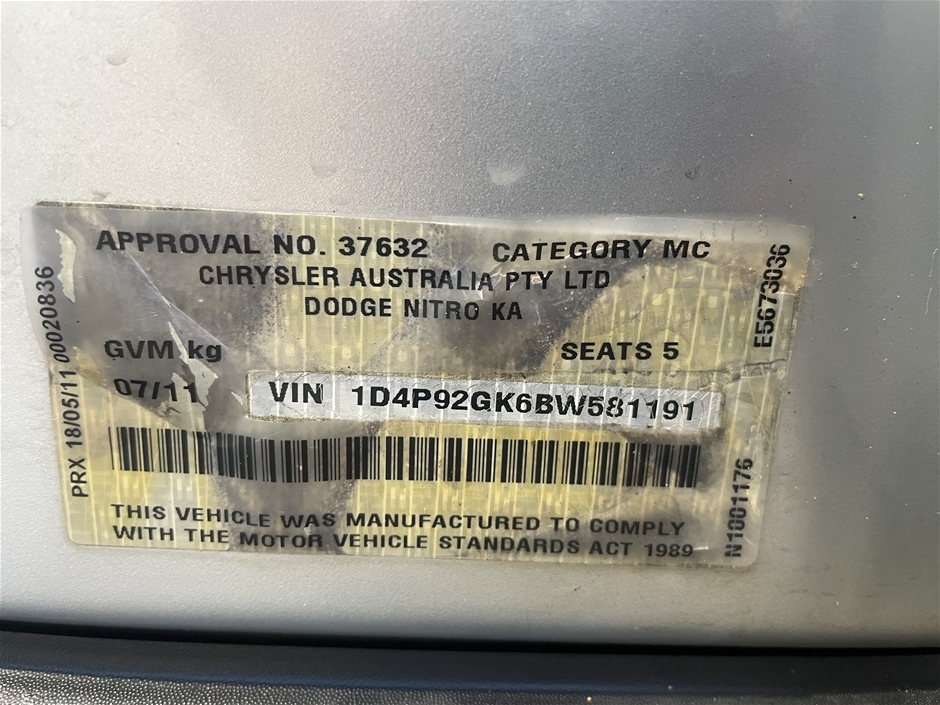 APPROVAL NO. 37632 CATEGORY MC
CHRYSLER AUSTRALIA PTY LTD
DODGE NITRO KA
GVM kg SEATS 5
07/11 VIN 1D4P92GK6BW581191
THIS VEHICLE WAS MANUFACTURED TO COMPLY
WITH THE MOTOR VEHICLE STANDARDS ACT 1989
PRX 18/05/11 00020836
E5673036
N1001176